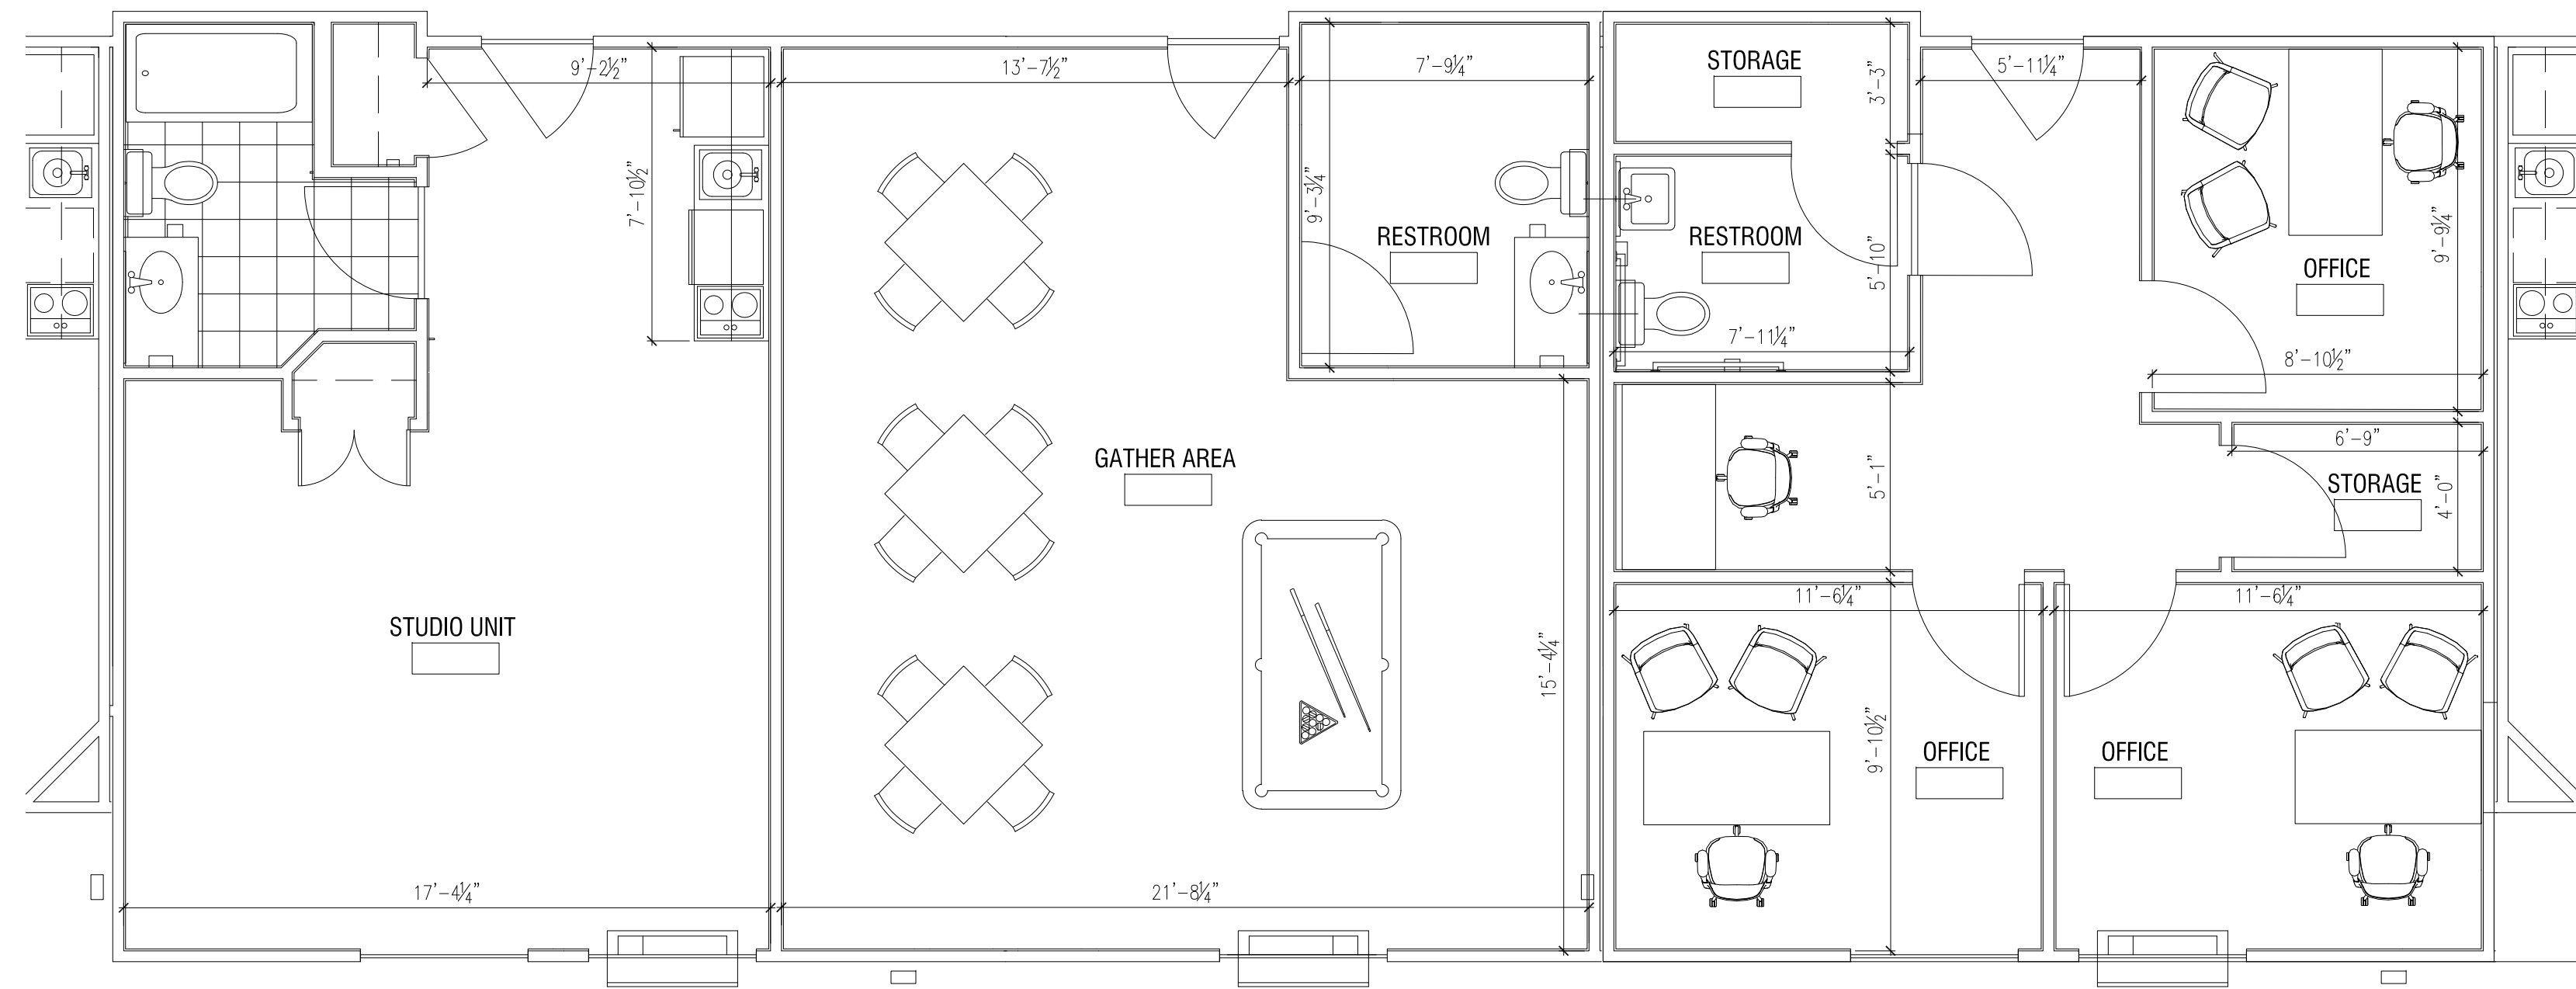 STORAGE
9'-2½"
13'-7½"
7'-9¼"
5'-11¼"
3'-3"
7'-10½"
9'-3¼"
RESTROOM
RESTROOM
5'-10"
9'-9¼"
OFFICE
7'-11¼"
8'-10½"
6'-9"
GATHER AREA
5'-1"
STORAGE
4'-0"
11'-6¼"
11'-6¼"
STUDIO UNIT
15'-4¼"
9'-10½"
OFFICE
OFFICE
17'-4¼"
21'-8¼"